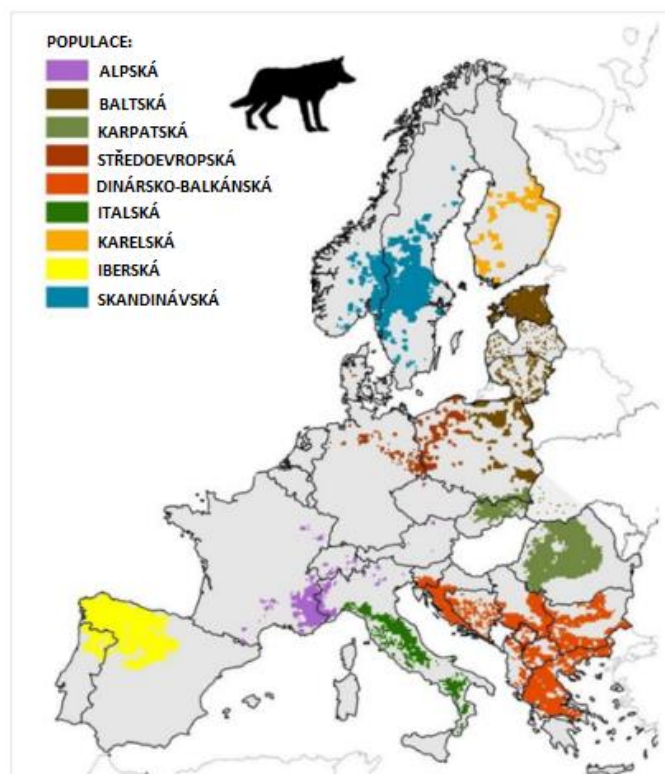 POPULACE:
ALPSKÁ
BALTSKÁ
KARPATSKÁ
STŘEDOEVROPSKÁ
DINÁRSKO-BALKÁNSKÁ
ITALSKÁ
KARELSKÁ
IBERSKÁ
SKANDINÁVSKÁ